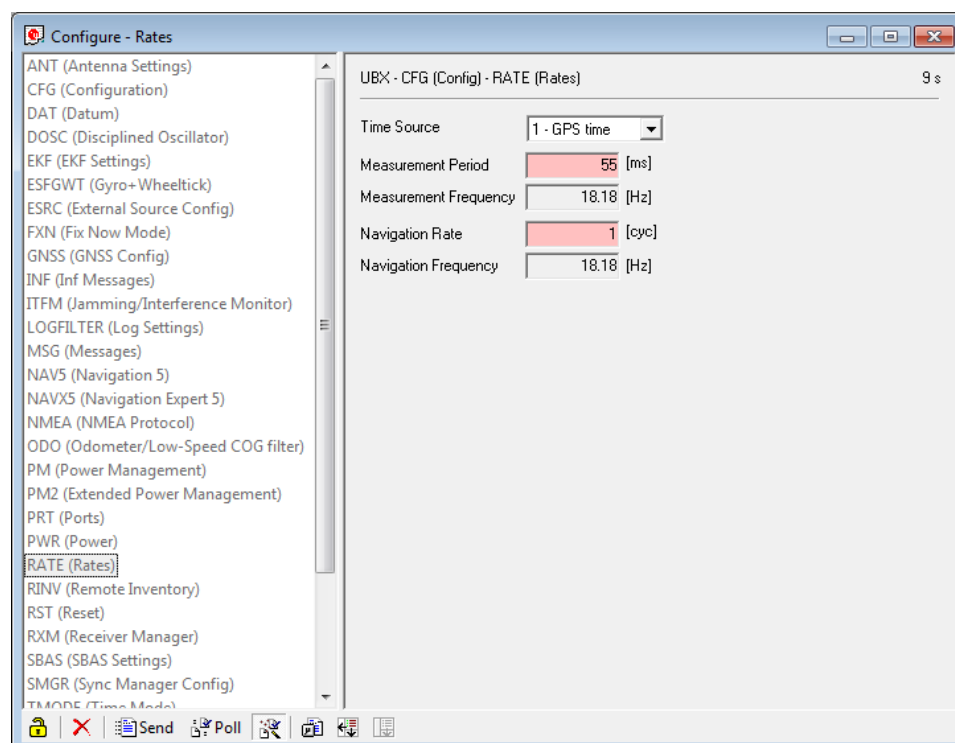 Configure - Rates
ANT (Antenna Settings)
CFG (Configuration)
DAT (Datum)
DOSC (Disciplined Oscillator)
EKF (EKF Settings)
ESFGWT (Gyro+Wheeltick)
ESRC (External Source Config)
FXN (Fix Now Mode)
GNSS (GNSS Config)
INF (Inf Messages)
ITFM (Jamming/Interference Monitor)
LOGFILTER (Log Settings)
MSG (Messages)
NAV5 (Navigation 5)
NAVX5 (Navigation Expert 5)
NMEA (NMEA Protocol)
ODO (Odometer/Low-Speed COG filter)
PM (Power Management)
PM2 (Extended Power Management)
PRT (Ports)
PWR (Power)
RATE (Rates)
RINV (Remote Inventory)
RST (Reset)
RXM (Receiver Manager)
SBAS (SBAS Settings)
SMGR (Sync Manager Config)
TMODE (Time Mode)
UBX - CFG (Config) - RATE (Rates) 9 s
Time Source 1 - GPS time
Measurement Period 55 [ms]
Measurement Frequency 18.18 [Hz]
Navigation Rate 1 [cyc]
Navigation Frequency 18.18 [Hz]
Send Poll